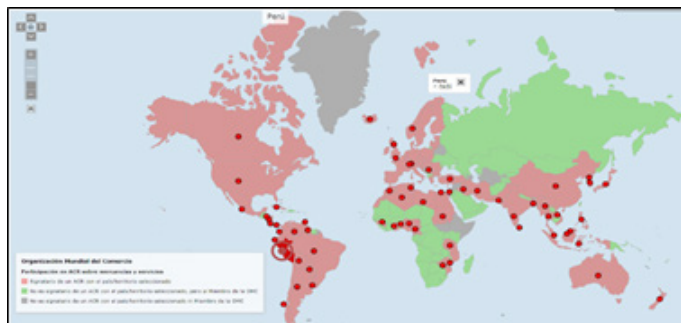 Perú
Perú
Organización Mundial del Comercio
Participación en ACR sobre mercancías y servicios
Signatario de un ACR con el país/territorio seleccionado
No es signatario de un ACR con el país/territorio seleccionado, pero sí Miembro de la OMC
No es signatario de un ACR con el país/territorio seleccionado ni Miembro de la OMC